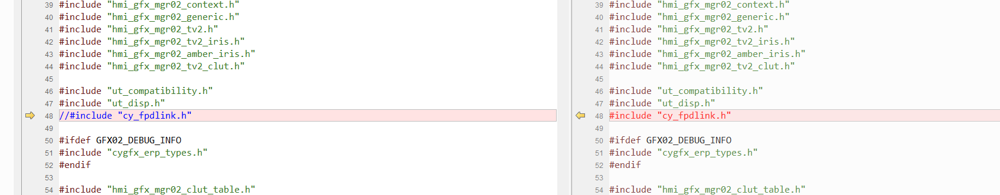 39 #include "hmi_gfx_mgr02_context.h"
40 #include "hmi_gfx_mgr02_generic.h"
41 #include "hmi_gfx_mgr02_tv2.h"
42 #include "hmi_gfx_mgr02_tv2_iris.h"
43 #include "hmi_gfx_mgr02_amber_iris.h"
44 #include "hmi_gfx_mgr02_tv2_clut.h"
45
46 #include "ut_compatibility.h"
47 #include "ut_disp.h"
48 //#include "cy_fpdlink.h"
49
50 #ifdef GFX02_DEBUG_INFO
51 #include "cygfx_erp_types.h"
52 #endif
53
54 #include "hmi_gfx_mgr02_clut_table.h"
39 #include "hmi_gfx_mgr02_context.h"
40 #include "hmi_gfx_mgr02_generic.h"
41 #include "hmi_gfx_mgr02_tv2.h"
42 #include "hmi_gfx_mgr02_tv2_iris.h"
43 #include "hmi_gfx_mgr02_amber_iris.h"
44 #include "hmi_gfx_mgr02_tv2_clut.h"
45
46 #include "ut_compatibility.h"
47 #include "ut_disp.h"
48 #include "cy_fpdlink.h"
49
50 #ifdef GFX02_DEBUG_INFO
51 #include "cygfx_erp_types.h"
52 #endif
53
54 #include "hmi_gfx_mgr02_clut_table.h"